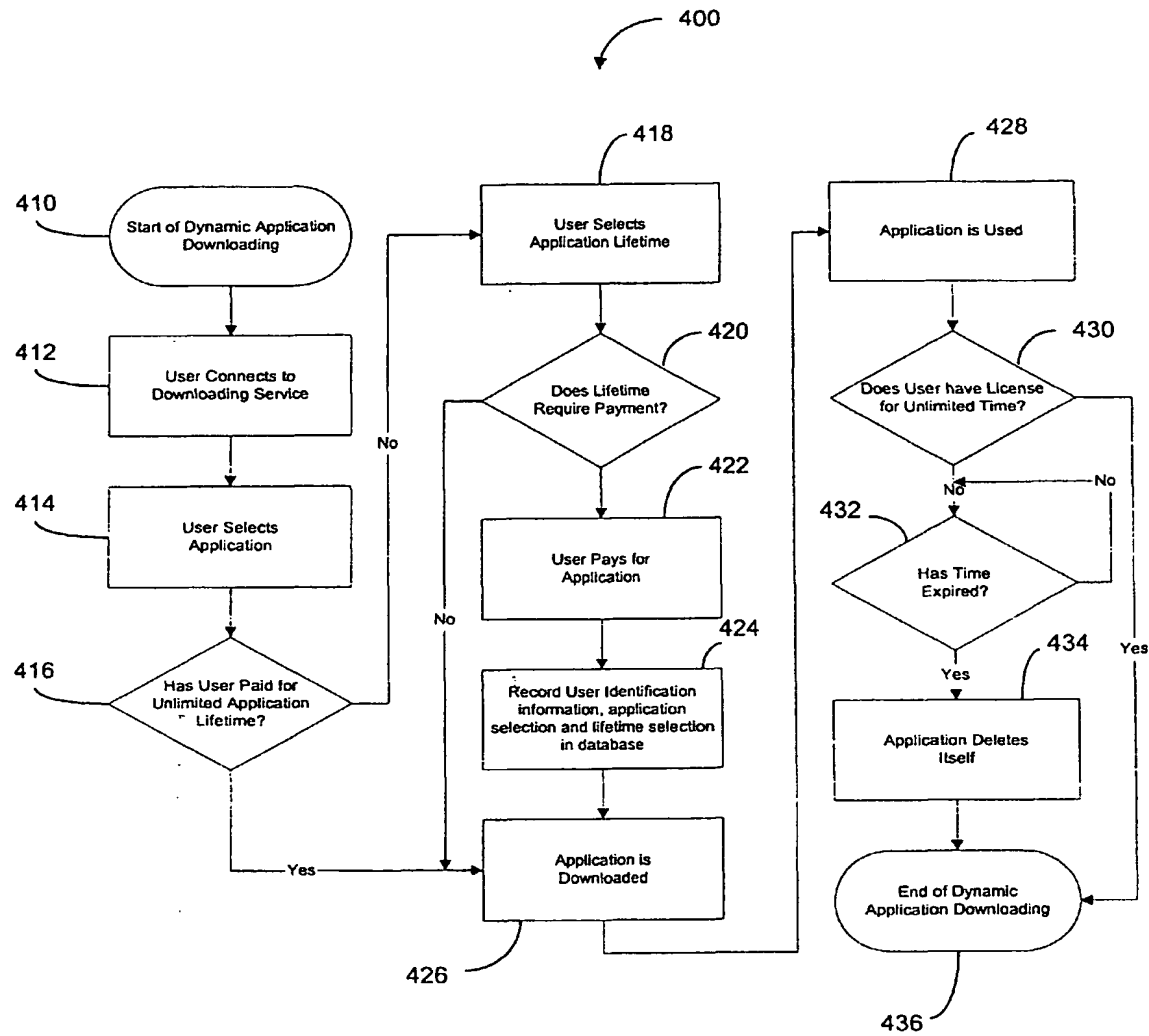 400
410
Start of Dynamic Application
Downloading
412
User Connects to
Downloading Service
414
User Selects
Application
416
Has User Paid for
Unlimited Application
Lifetime?
No
Yes
418
User Selects
Application Lifetime
420
Does Lifetime
Require Payment?
No
422
User Pays for
Application
424
Record User Identification
information, application
selection and lifetime selection
in database
Application is
Downloaded
426
428
Application is Used
430
Does User have License
for Unlimited Time?
No
No
432
Has Time
Expired?
Yes
Yes
434
Application Deletes
Itself
End of Dynamic
Application Downloading
436